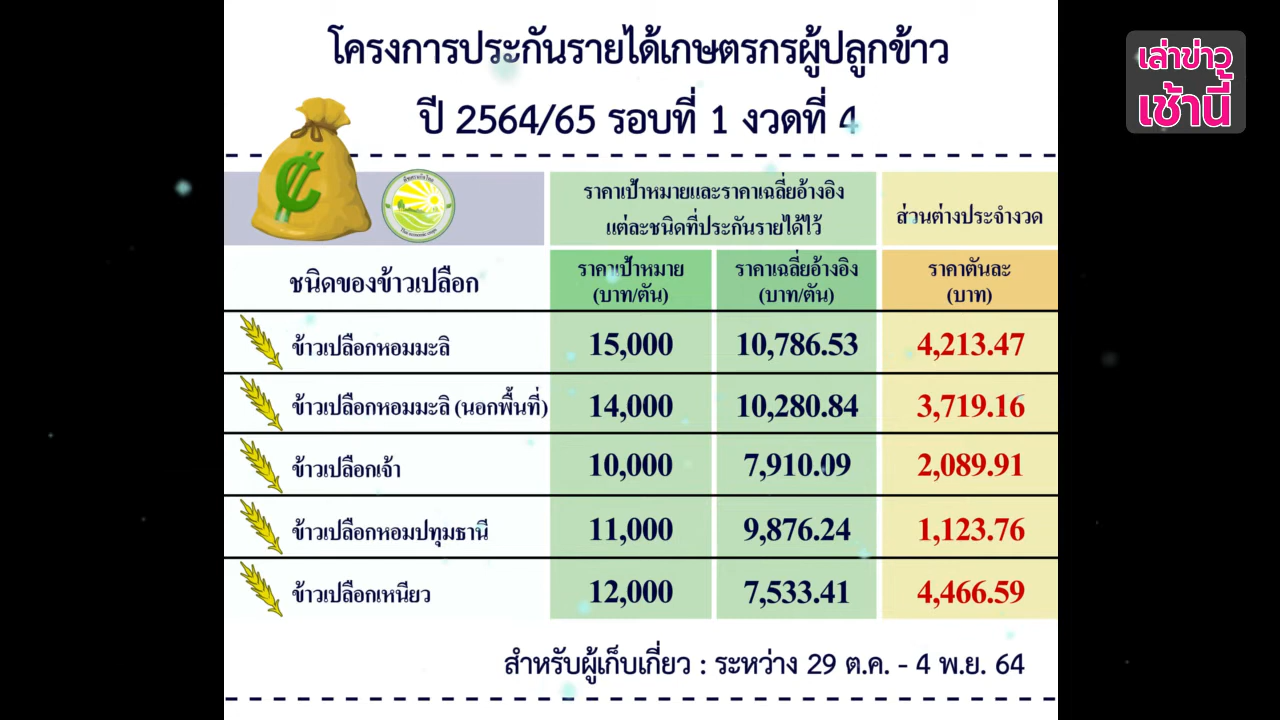 โครงการประกันรายได้เกษตรกรผู้ปลูกข้าว
ปี 2564/65 รอบที่ 1 งวดที่ 4
เล่าข่าว
เช้านี้
ราคาเป้าหมายและราคาเฉลี่ยอ้างอิง
แต่ละชนิดที่ประกันรายได้ไว้
ส่วนต่างประจำงวด
ชนิดของข้าวเปลือก
ราคาเป้าหมาย
(บาท/ตัน)
ราคาเฉลี่ยอ้างอิง
(บาท/ตัน)
ราคาตันละ
(บาท)
ข้าวเปลือกหอมมะลิ 15,000 10,786.53 4,213.47
ข้าวเปลือกหอมมะลิ (นอกพื้นที่) 14,000 10,280.84 3,719.16
ข้าวเปลือกเจ้า 10,000 7,910.09 2,089.91
ข้าวเปลือกหอมปทุมธานี 11,000 9,876.24 1,123.76
ข้าวเปลือกเหนียว 12,000 7,533.41 4,466.59
สำหรับผู้เก็บเกี่ยว : ระหว่าง 29 ต.ค. - 4 พ.ย. 64